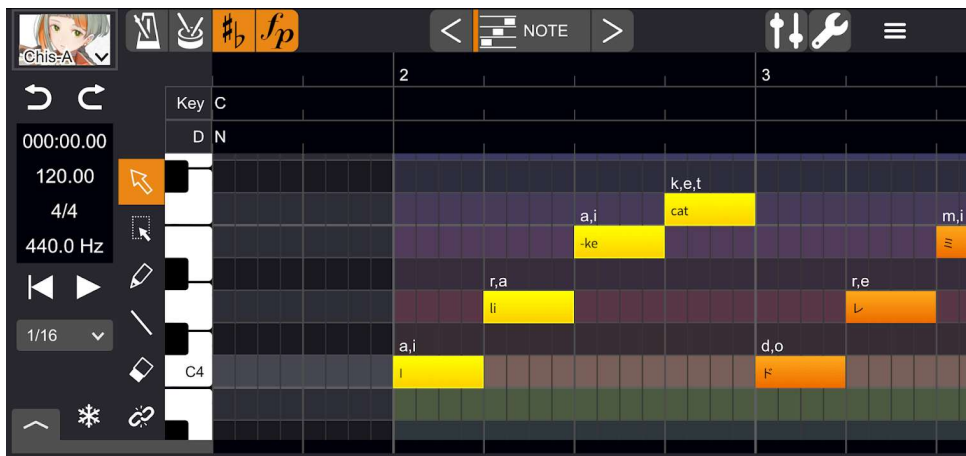 Chis-A
NOTE
2 3
Key C
D N
000:00.00
120.00
4/4
440.0 Hz
1/16
k,e,t
cat
a,i
-ke
m,i
ミ
r,a
li
r,e
レ
a,i
I
d,o
ド
C4